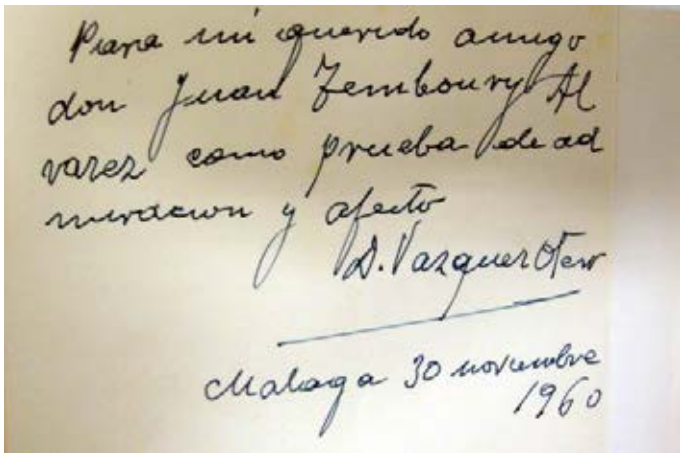 Para mi querido amigo
don Juan Temboury Al
varez como prueba de ad
miracion y afecto
D. Vazquez Otero
Malaga 30 noviembre
1960